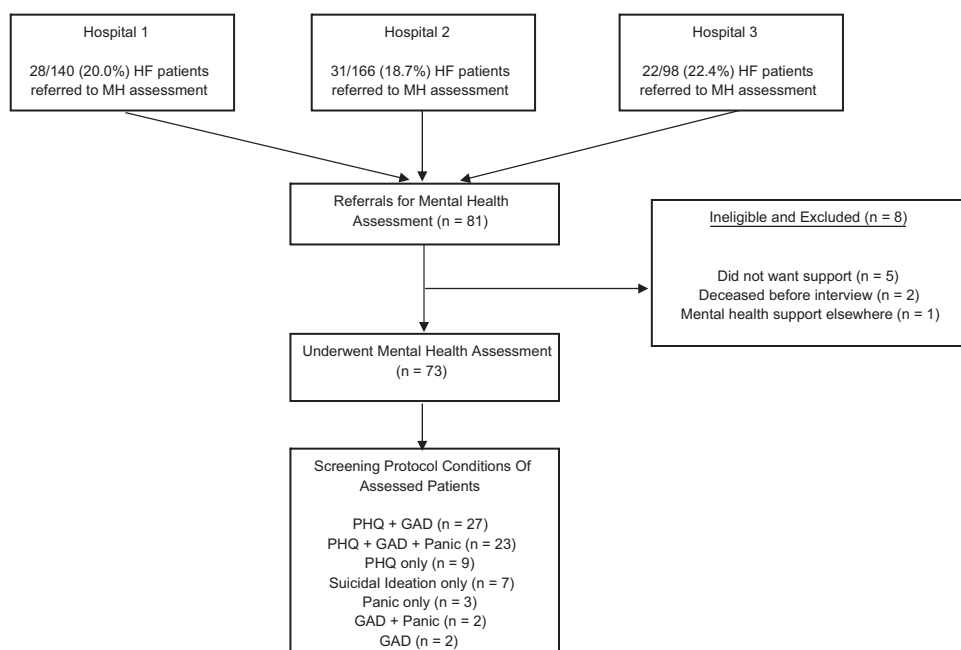 Hospital 1
28/140 (20.0%) HF patients
referred to MH assessment
Hospital 2
31/166 (18.7%) HF patients
referred to MH assessment
Hospital 3
22/98 (22.4%) HF patients
referred to MH assessment
Referrals for Mental Health
Assessment (n = 81)
Ineligible and Excluded (n = 8)
Did not want support (n = 5)
Deceased before interview (n = 2)
Mental health support elsewhere (n = 1)
Underwent Mental Health Assessment
(n = 73)
Screening Protocol Conditions Of
Assessed Patients
PHQ + GAD (n = 27)
PHQ + GAD + Panic (n = 23)
PHQ only (n = 9)
Suicidal Ideation only (n = 7)
Panic only (n = 3)
GAD + Panic (n = 2)
GAD (n = 2)